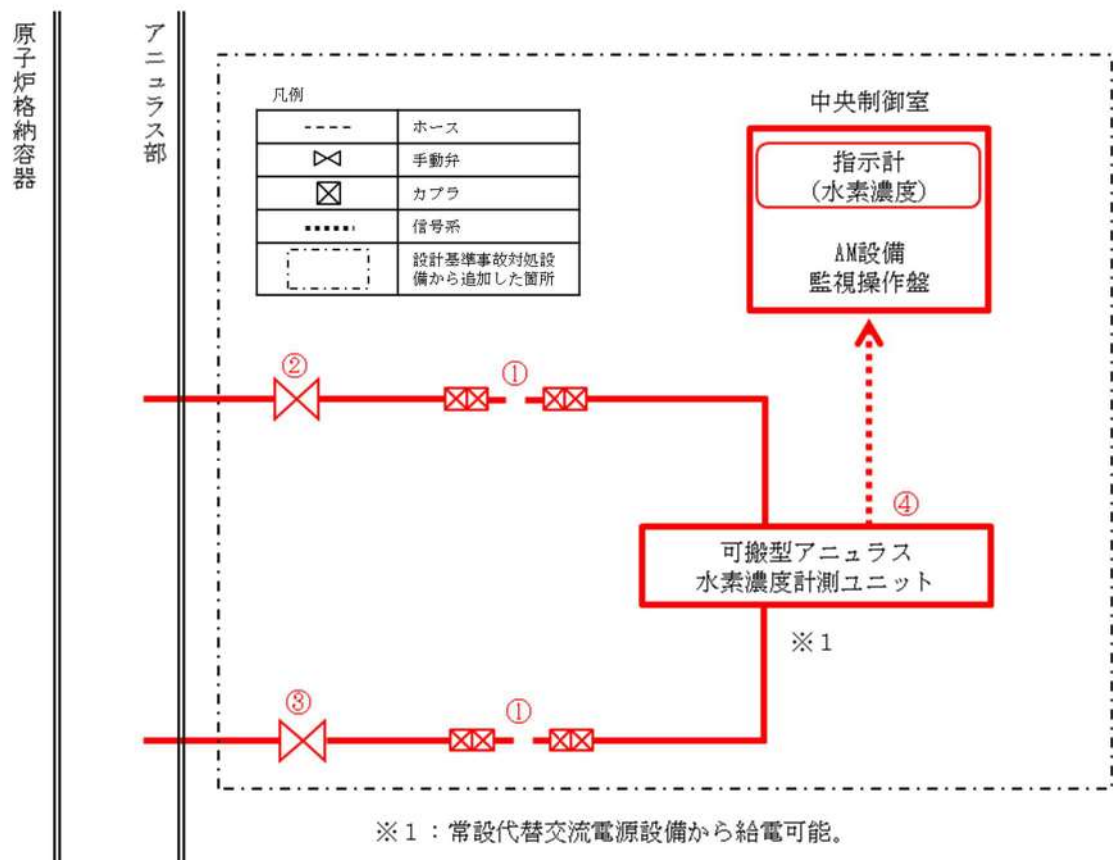 原子炉格納容器
アニュラス部
凡例
ホース
手動弁
カプラ
信号系
設計基準事故対処設
備から追加した箇所
中央制御室
指示計
(水素濃度)
AM設備
監視操作盤
②
①
④
可搬型アニュラス
水素濃度計測ユニット
※1
③
①
※1:常設代替交流電源設備から給電可能。